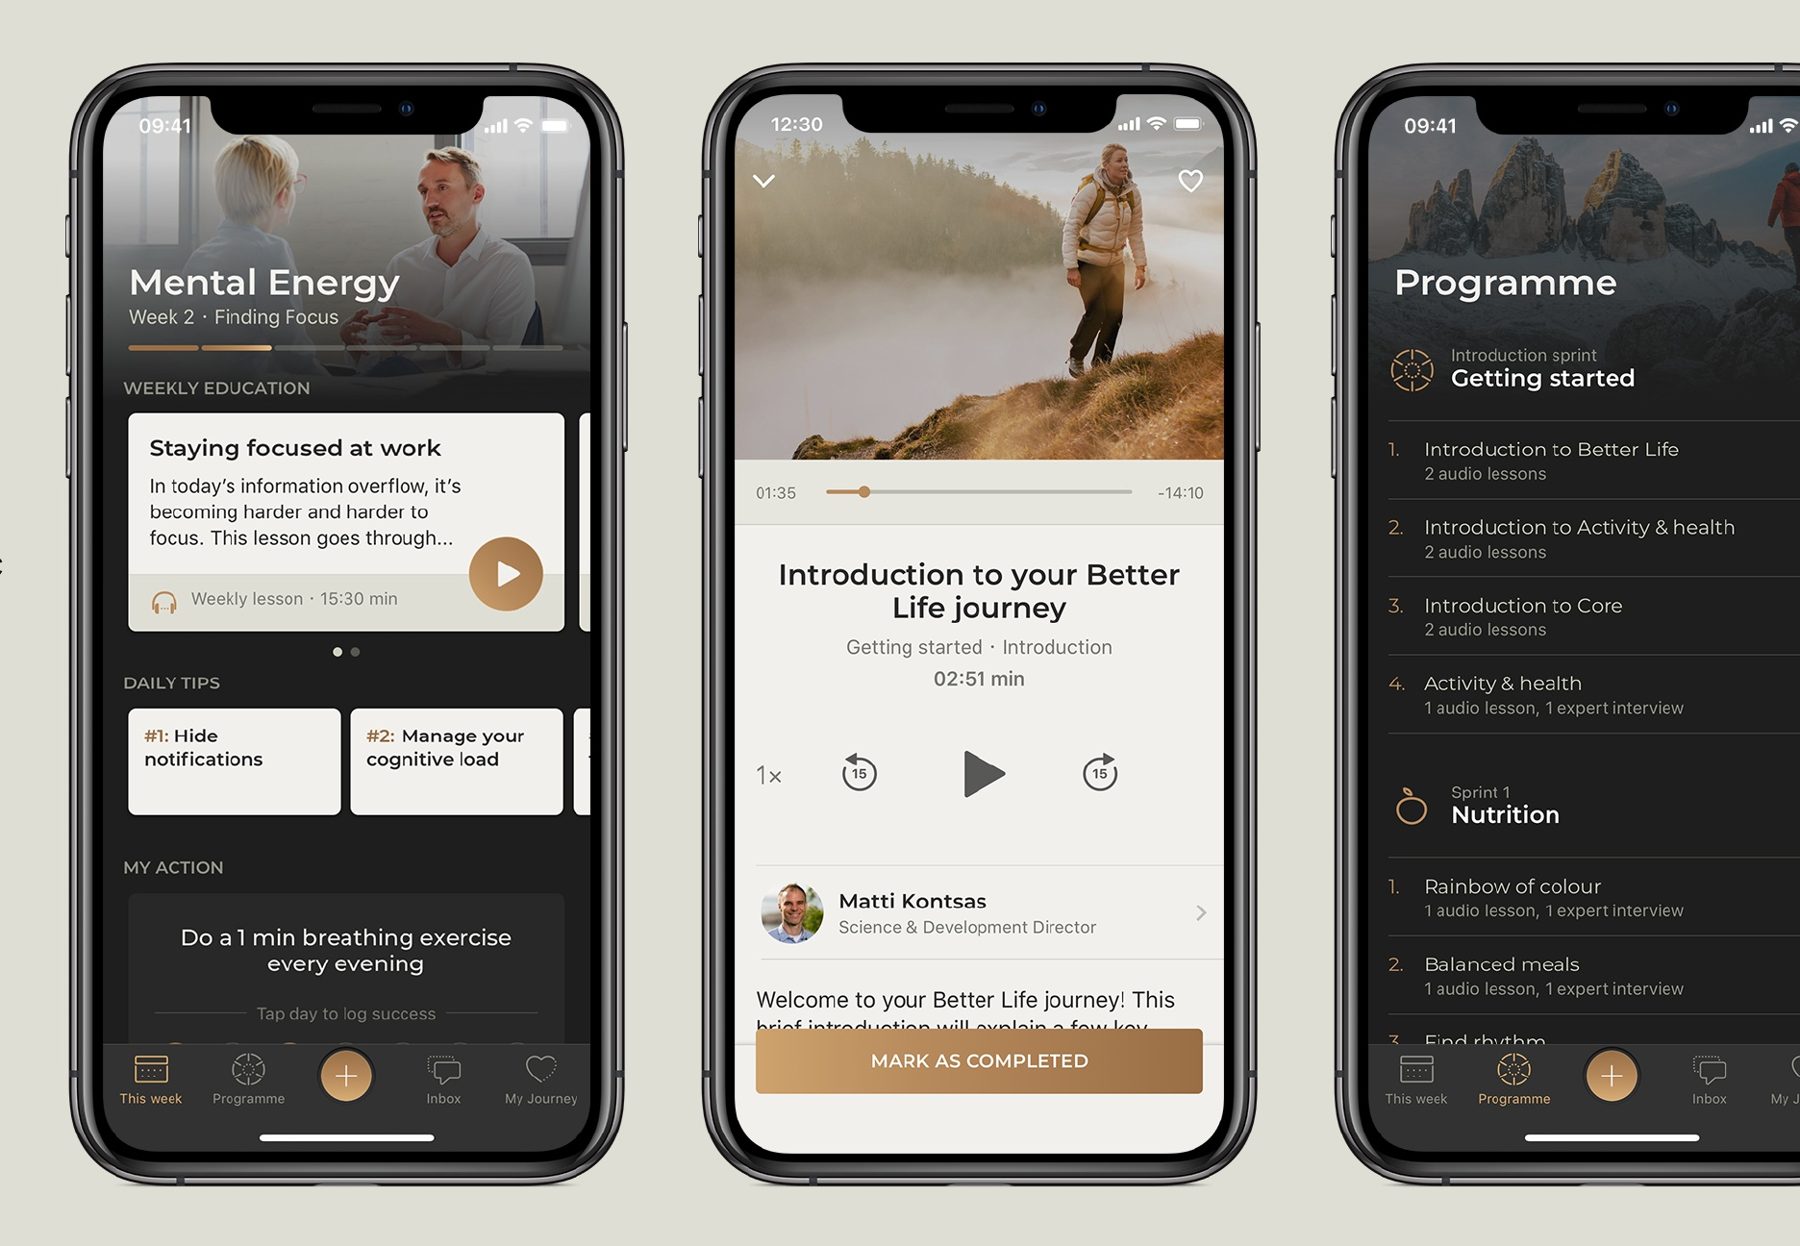 09:41
Mental Energy
Week 2 · Finding Focus
WEEKLY EDUCATION
Staying focused at work
In today's information overflow, it's
becoming harder and harder to
focus. This lesson goes through...
Weekly lesson · 15:30 min
DAILY TIPS
#1: Hide
notifications
#2: Manage your
cognitive load
MY ACTION
Do a 1 min breathing exercise
every evening
Tap day to log success
This week
Programme
Inbox
My Journey
12:30
01:35
-14:10
Introduction to your Better
Life journey
Getting started · Introduction
02:51 min
1×
15
15
Matti Kontsas
Science & Development Director
Welcome to your Better Life journey! This
brief introduction will explain a few key
MARK AS COMPLETED
09:41
Programme
Introduction sprint
Getting started
1. Introduction to Better Life
2 audio lessons
2. Introduction to Activity & health
2 audio lessons
3. Introduction to Core
2 audio lessons
4. Activity & health
1 audio lesson, 1 expert interview
Sprint 1
Nutrition
1. Rainbow of colour
1 audio lesson, 1 expert interview
2. Balanced meals
1 audio lesson, 1 expert interview
3. Find rhythm
This week
Programme
Inbox
My J